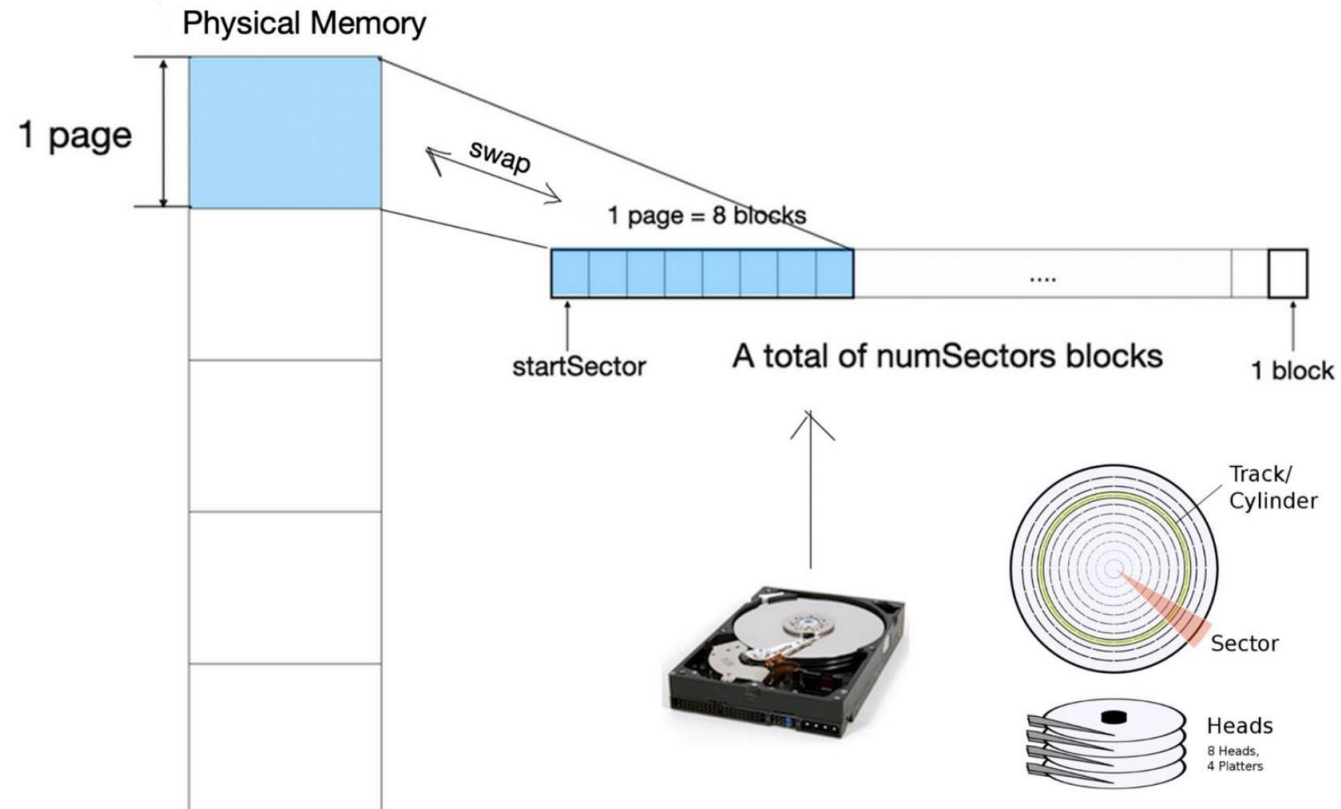 Physical Memory
1 page
swap
1 page = 8 blocks
....
startSector
A total of numSectors blocks
1 block
Track/
Cylinder
Sector
Heads
8 Heads,
4 Platters